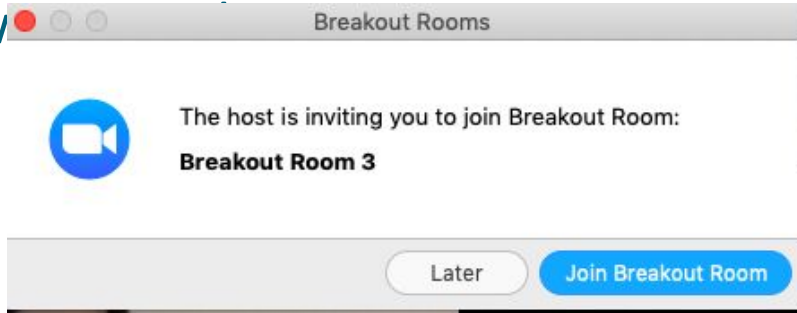 Breakout Rooms
The host is inviting you to join Breakout Room:
Breakout Room 3
Later
Join Breakout Room